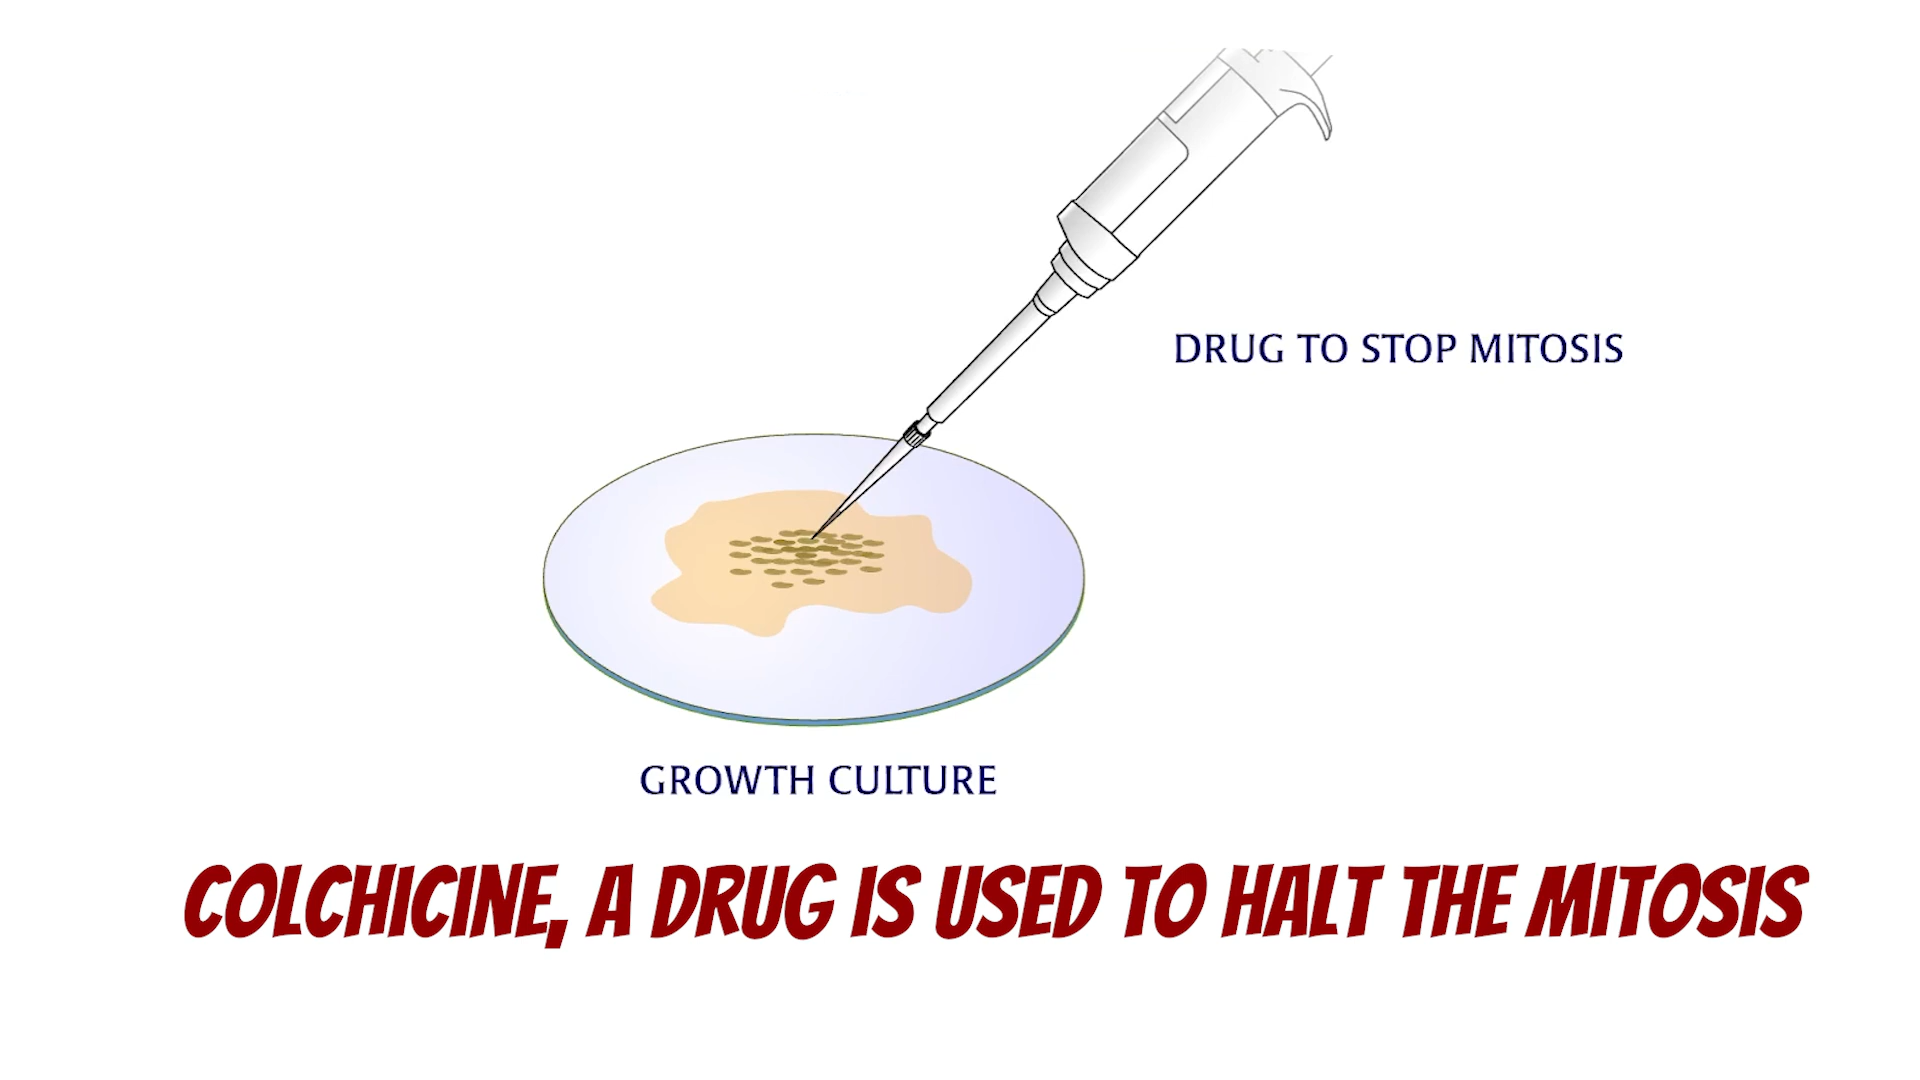 DRUG TO STOP MITOSIS
GROWTH CULTURE
COLCHICINE, A DRUG IS USED TO HALT THE MITOSIS